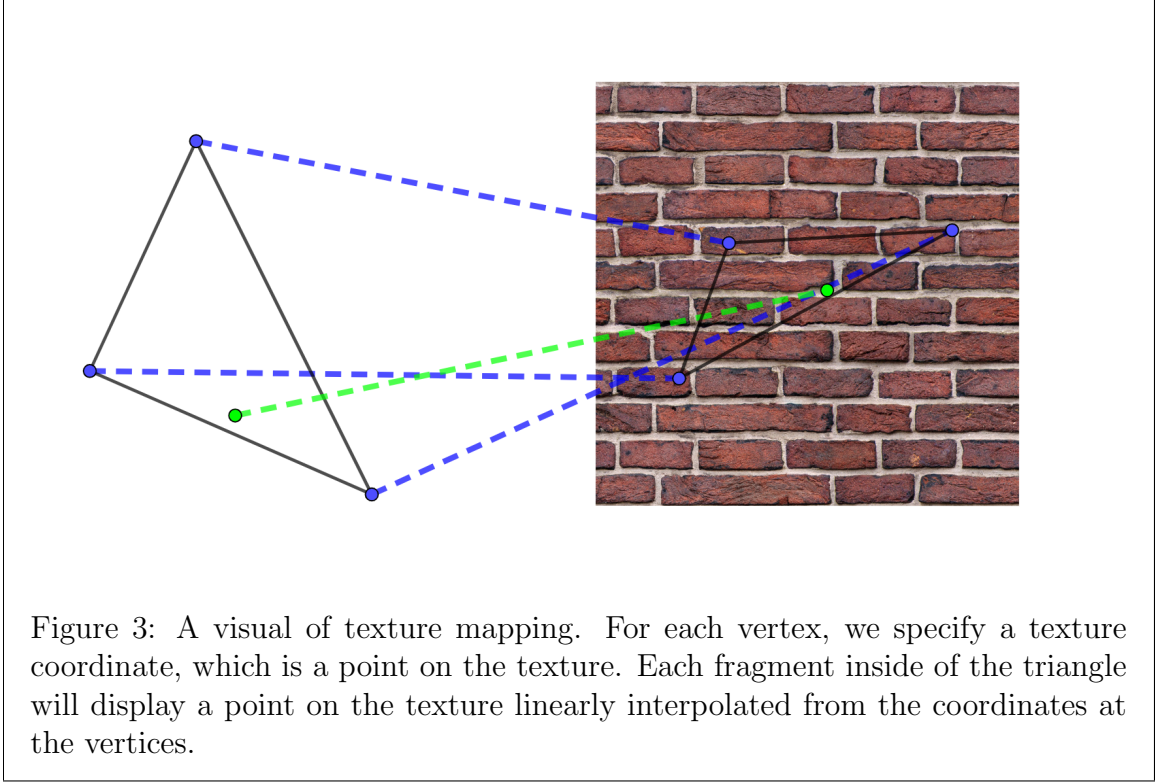 Figure 3: A visual of texture mapping. For each vertex, we specify a texture
coordinate, which is a point on the texture. Each fragment inside of the triangle
will display a point on the texture linearly interpolated from the coordinates at
the vertices.